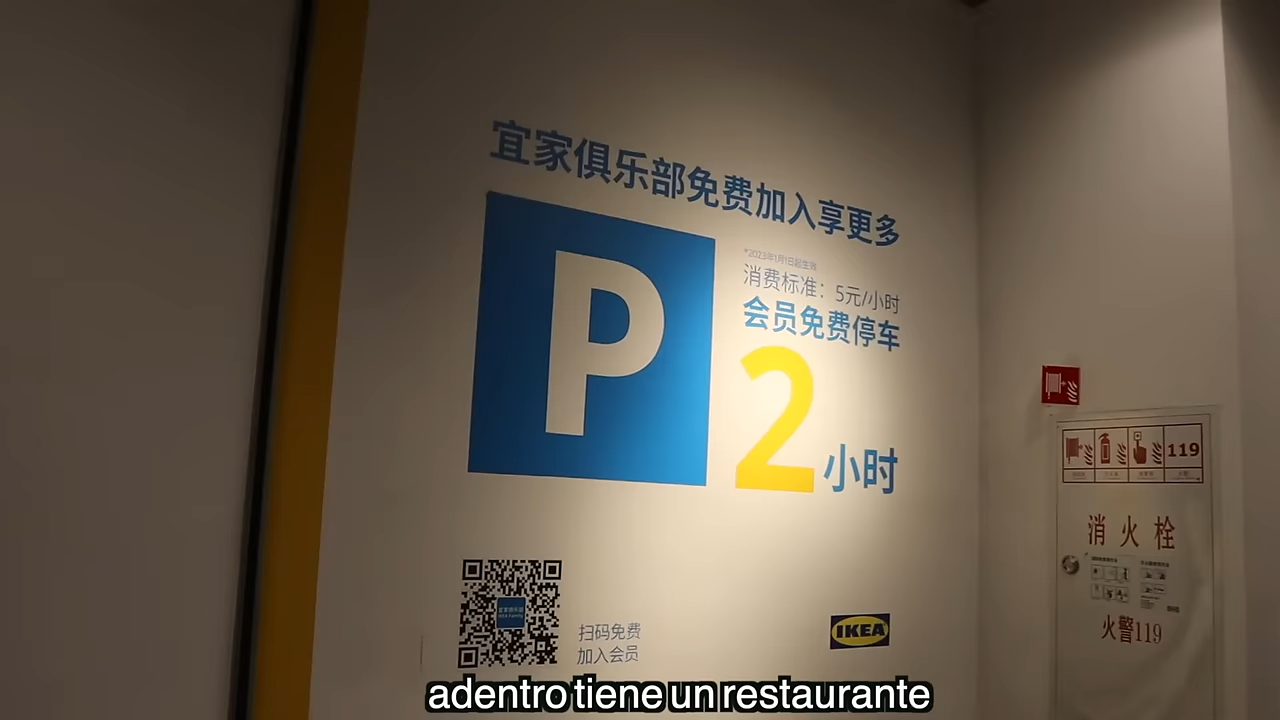 宜家俱乐部免费加入享更多
P
*2023年1月1日起生效
消费标准：5元/小时
会员免费停车
2小时
扫码免费
加入会员
IKEA
119
消火栓
火警119
adentro tiene un restaurante